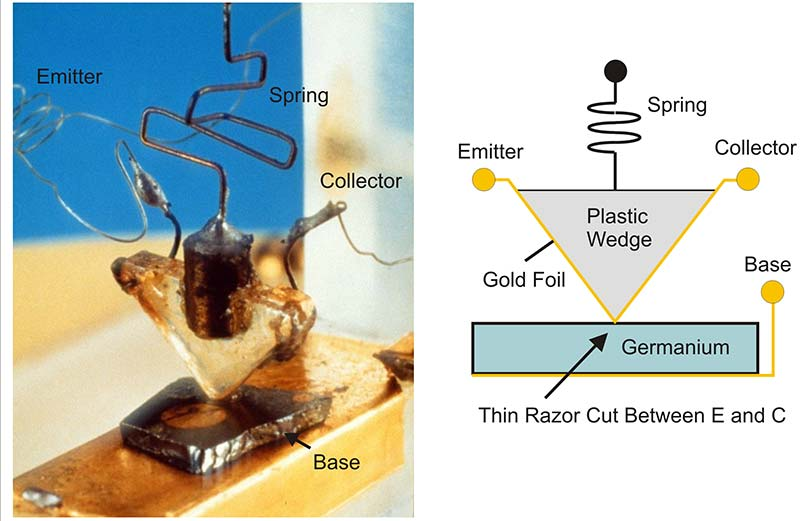 Emitter
Spring
Collector
Base
Spring
Emitter
Collector
Plastic
Wedge
Gold Foil
Base
Germanium
Thin Razor Cut Between E and C